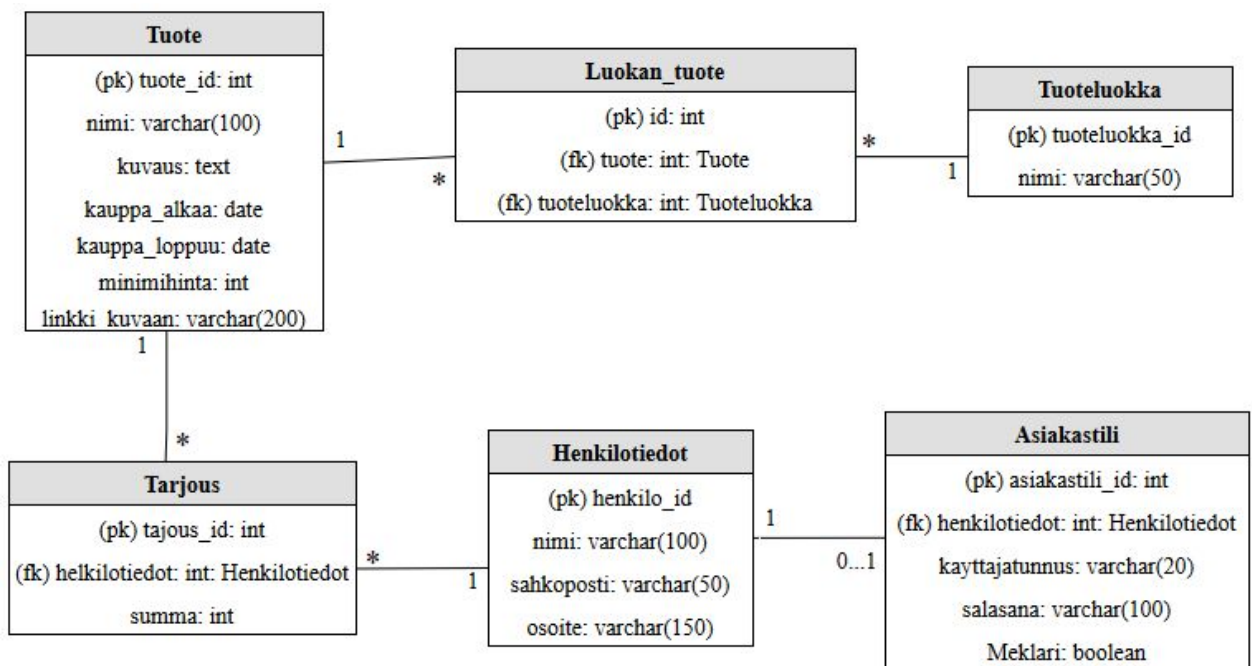 Tuote
(pk) tuote_id: int
nimi: varchar(100)
kuvaus: text
kauppa_alkaa: date
kauppa_loppuu: date
minimihinta: int
linkki_kuvaan: varchar(200)
1
*
Luokan_tuote
(pk) id: int
(fk) tuote: int: Tuote
(fk) tuoteluokka: int: Tuoteluokka
*
1
Tuoteluokka
(pk) tuoteluokka_id
nimi: varchar(50)
1
*
Tarjous
(pk) tajous_id: int
(fk) helkilotiedot: int: Henkilotiedot
summa: int
*
1
Henkilotiedot
(pk) henkilo_id
nimi: varchar(100)
sahkoposti: varchar(50)
osoite: varchar(150)
1
0...1
Asiakastili
(pk) asiakastili_id: int
(fk) henkilotiedot: int: Henkilotiedot
kayttajatunnus: varchar(20)
salasana: varchar(100)
Meklari: boolean